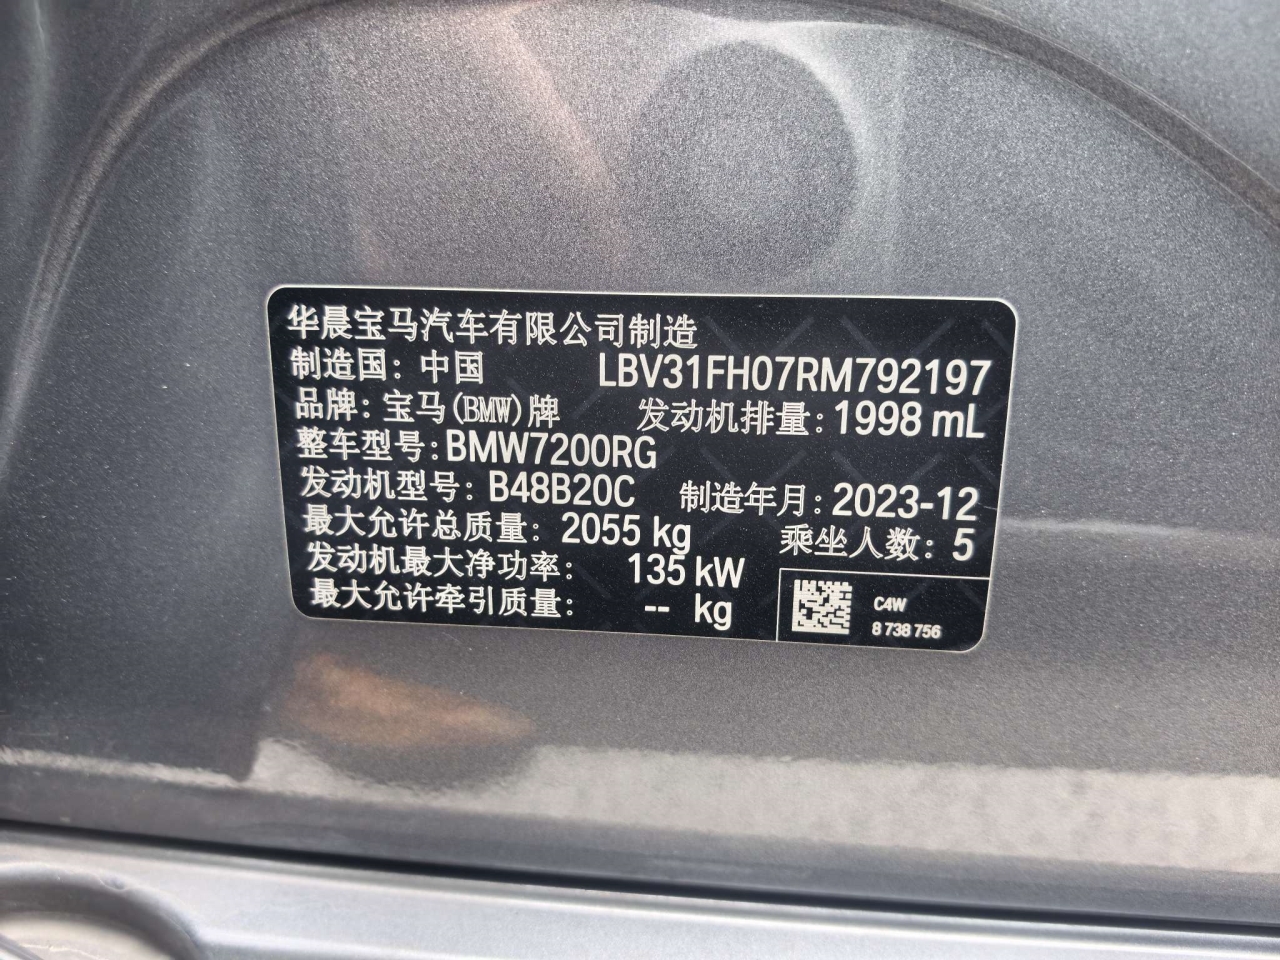 华晨宝马汽车有限公司制造
制造国: 中国 LBV31FH07RM792197
品牌: 宝马(BMW)牌 发动机排量: 1998 mL
整车型号: BMW7200RG
发动机型号: B48B20C 制造年月: 2023-12
最大允许总质量: 2055 kg 乘坐人数: 5
发动机最大净功率: 135 kW
最大允许牵引质量: -- kg
C4W
8 738 756